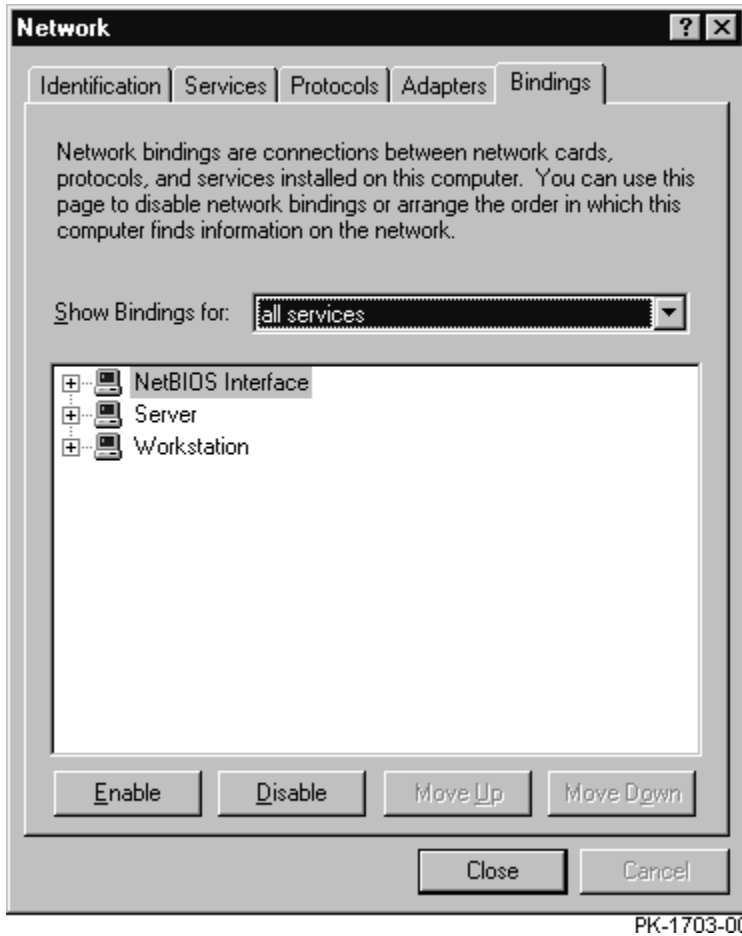 Network
Identification Services Protocols Adapters Bindings
Network bindings are connections between network cards,
protocols, and services installed on this computer. You can use this
page to disable network bindings or arrange the order in which this
computer finds information on the network.
Show Bindings for: all services
NetBIOS Interface
Server
Workstation
Enable Disable Move Up Move Down
Close Cancel
PK-1703-00